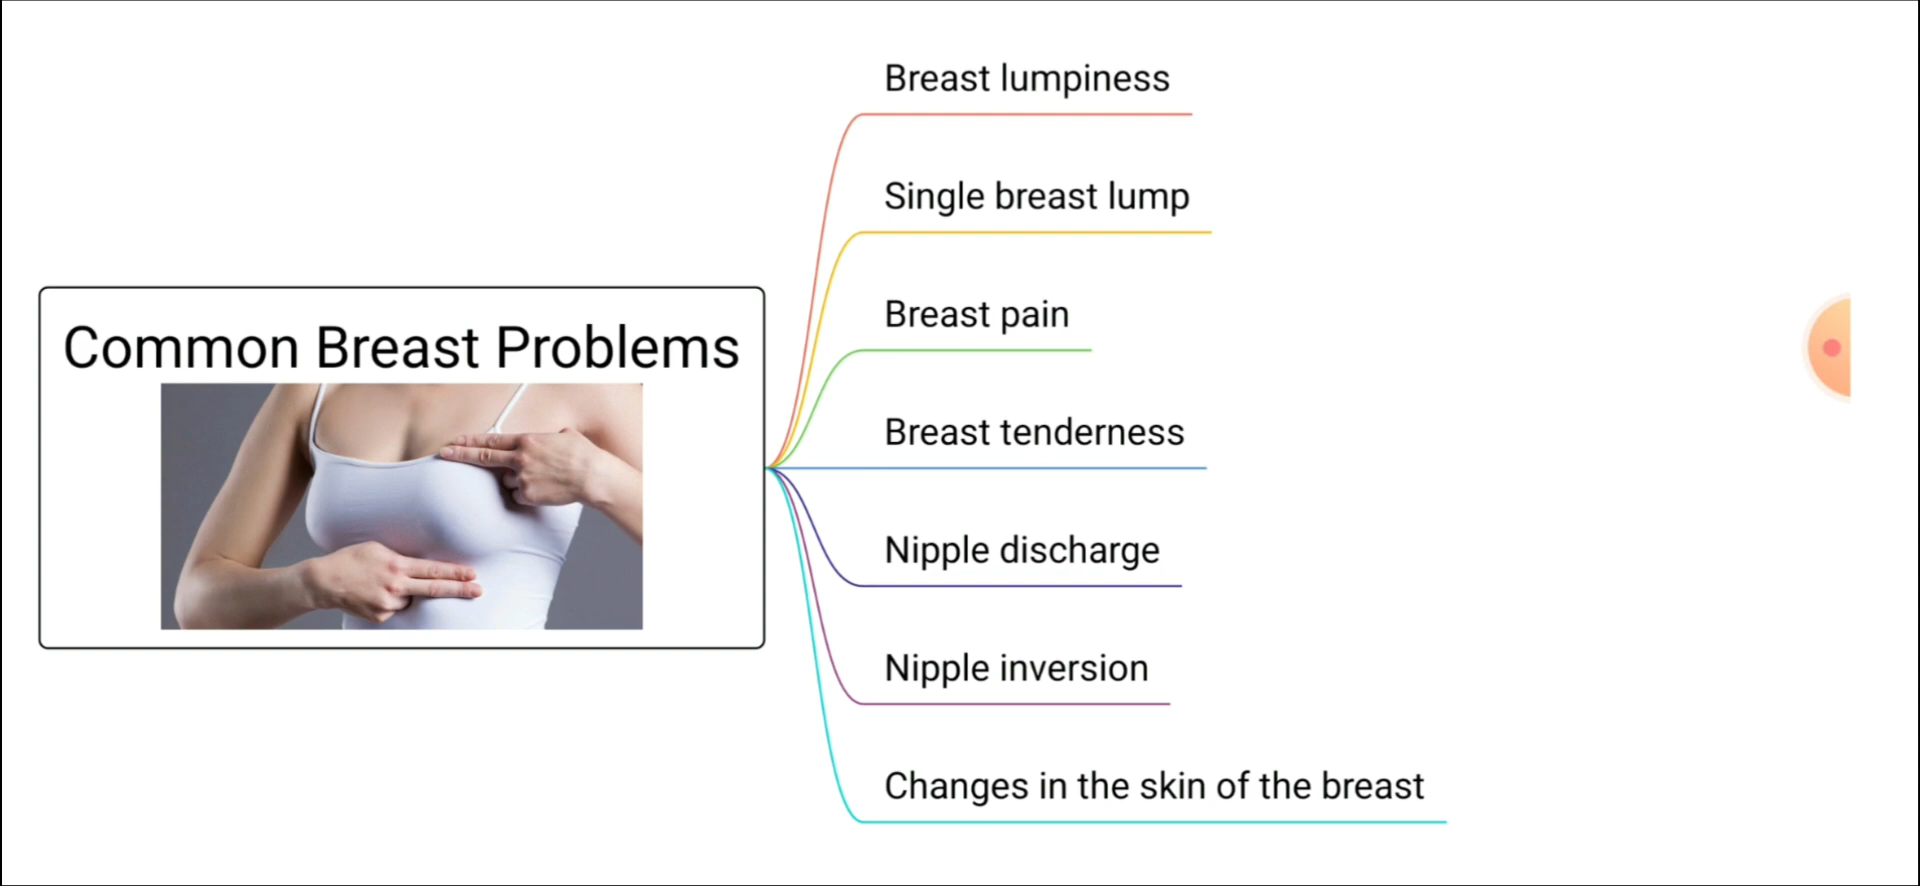 Common Breast Problems
Breast lumpiness
Single breast lump
Breast pain
Breast tenderness
Nipple discharge
Nipple inversion
Changes in the skin of the breast